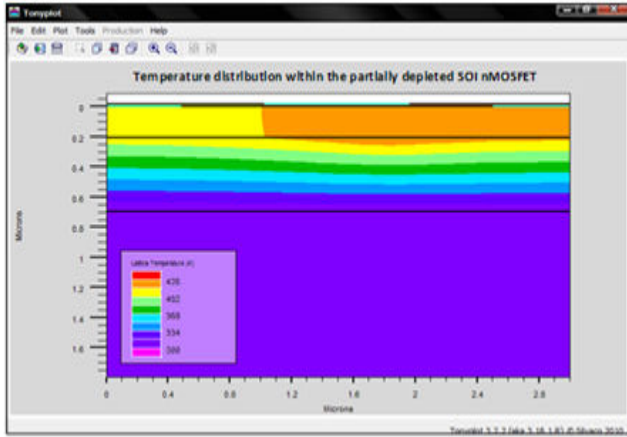 Tonyplot
File Edit Plot Tools Production Help
Temperature distribution within the partially depleted SOI nMOSFET
0
0.2
0.4
0.6
0.8
1
1.2
1.4
1.6
Microns
Lattice Temperature (K)
402
368
334
300
0 0.4 0.8 1.2 1.6 2 2.4 2.8
Microns
Silvaco 2010